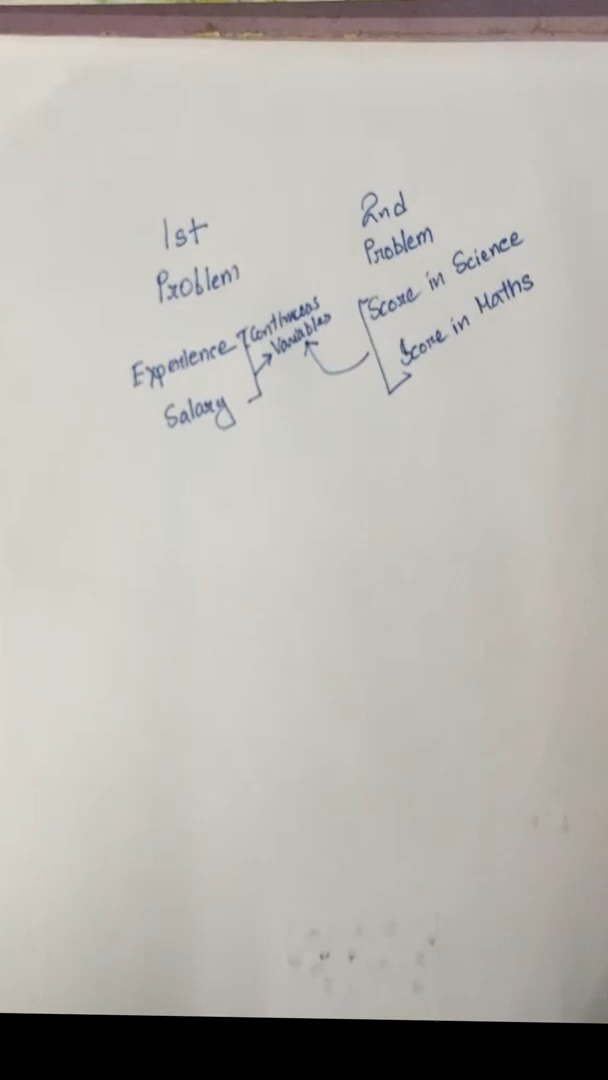 1st
Problem
Experience
Salary
Continuous
Variables
2nd
Problem
Score in Science
Score in Maths